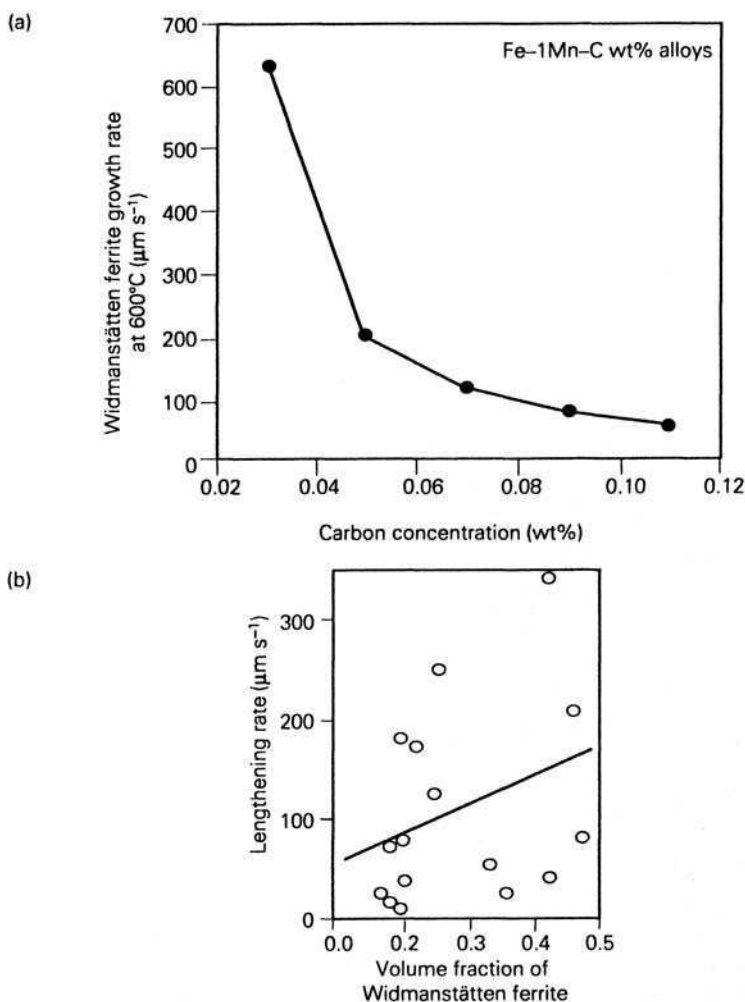 (a)
700
600
500
400
300
200
100
0
Fe–1Mn–C wt% alloys
Widmanstätten ferrite growth rate
at 600°C (μm s⁻¹)
0.02 0.04 0.06 0.08 0.10 0.12
Carbon concentration (wt%)
(b)
300
200
100
0
Lengthening rate (μm s⁻¹)
0.0 0.2 0.3 0.4 0.5
Volume fraction of
Widmanstätten ferrite